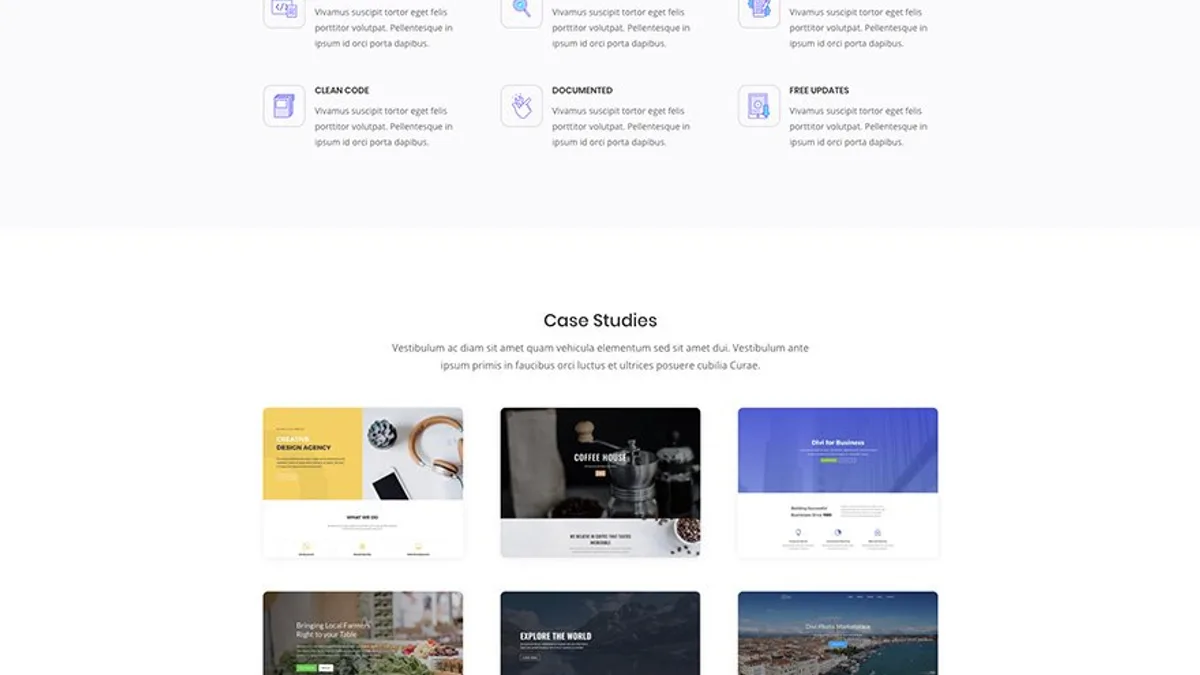 Vivamus suscipit tortor eget felis
porttitor volutpat. Pellentesque in
ipsum id orci porta dapibus.
Vivamus suscipit tortor eget felis
porttitor volutpat. Pellentesque in
ipsum id orci porta dapibus.
Vivamus suscipit tortor eget felis
porttitor volutpat. Pellentesque in
ipsum id orci porta dapibus.
CLEAN CODE
Vivamus suscipit tortor eget felis
porttitor volutpat. Pellentesque in
ipsum id orci porta dapibus.
DOCUMENTED
Vivamus suscipit tortor eget felis
porttitor volutpat. Pellentesque in
ipsum id orci porta dapibus.
FREE UPDATES
Vivamus suscipit tortor eget felis
porttitor volutpat. Pellentesque in
ipsum id orci porta dapibus.
Case Studies
Vestibulum ac diam sit amet quam vehicula elementum sed sit amet dui. Vestibulum ante
ipsum primis in faucibus orci luctus et ultrices posuere cubilia Curae.
CREATIVE
DESIGN AGENCY
WHAT WE DO
COFFEE HOUSE
WE BELIEVE IN COFFEE THAT TASTES
INCREDIBLE
Divi for Business
Building Successful
Businesses Since 1980
Bringing Local Farmers
Right to your Table
EXPLORE THE WORLD
Divi Photo Marketplace